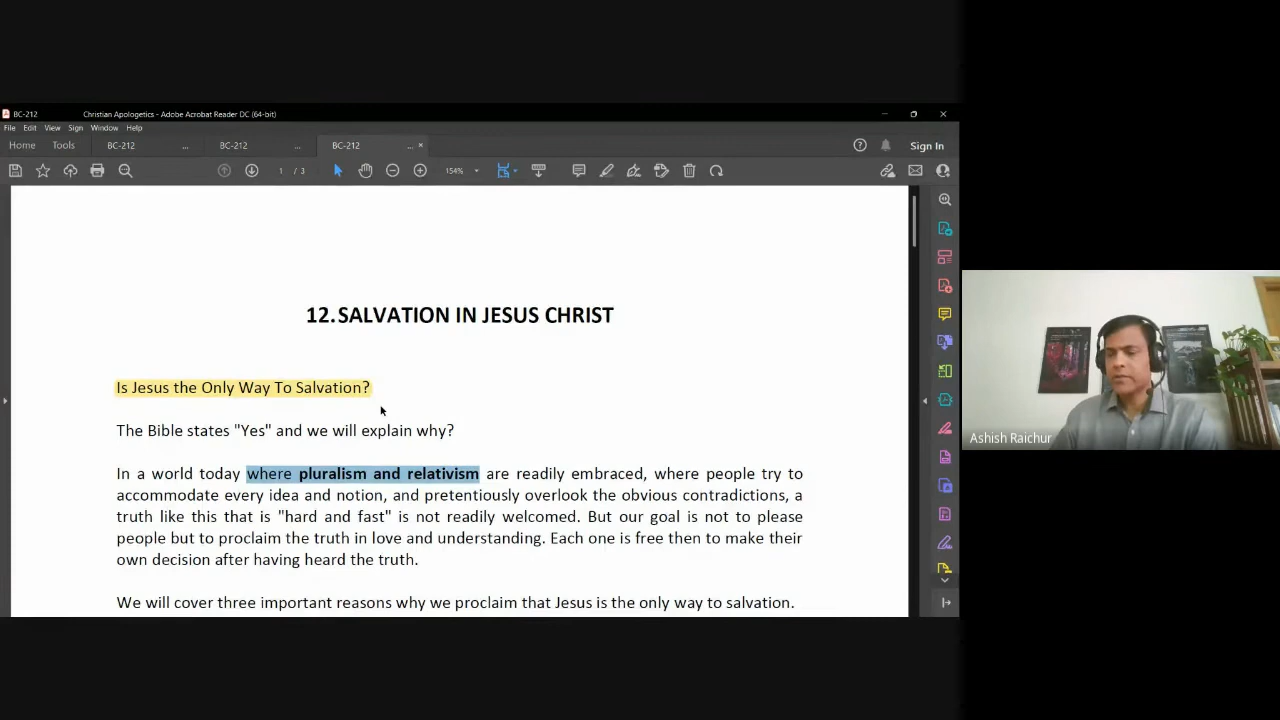 BC-212 Christian Apologetics - Adobe Acrobat Reader DC (64-bit)
File Edit View Sign Window Help
Home Tools BC-212 ... BC-212 ... BC-212 ... ×
Sign In
1 / 3 154%
12. SALVATION IN JESUS CHRIST
Is Jesus the Only Way To Salvation?
The Bible states "Yes" and we will explain why?
In a world today where pluralism and relativism are readily embraced, where people try to
accommodate every idea and notion, and pretentiously overlook the obvious contradictions, a
truth like this that is "hard and fast" is not readily welcomed. But our goal is not to please
people but to proclaim the truth in love and understanding. Each one is free then to make their
own decision after having heard the truth.
We will cover three important reasons why we proclaim that Jesus is the only way to salvation.
Ashish Raichur